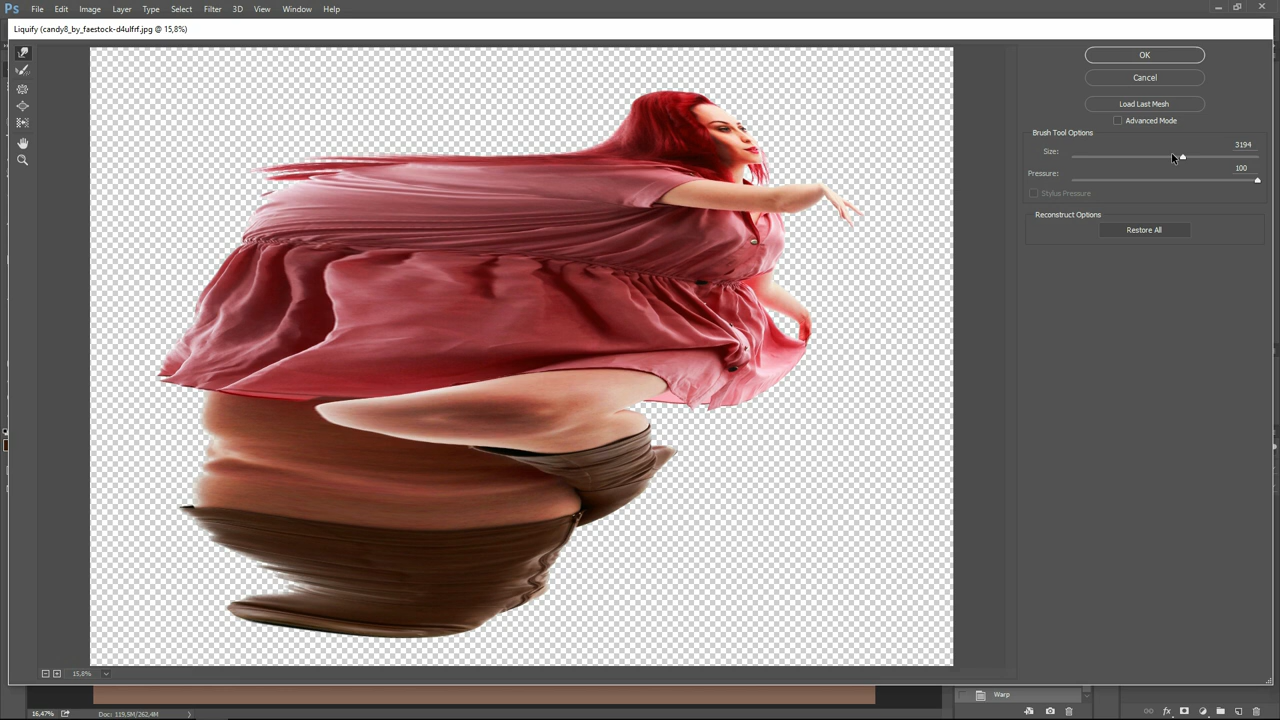 Ps File Edit Image Layer Type Select Filter 3D View Window Help
Liquify (candy8_by_faestock-d4ulfrf.jpg @ 15,8%)
OK
Cancel
Load Last Mesh
Advanced Mode
Brush Tool Options
Size: 3194
Pressure: 100
Stylus Pressure
Reconstruct Options
Restore All
15,8%
Warp
16,47% Doc: 119,5M/262,4M
fx